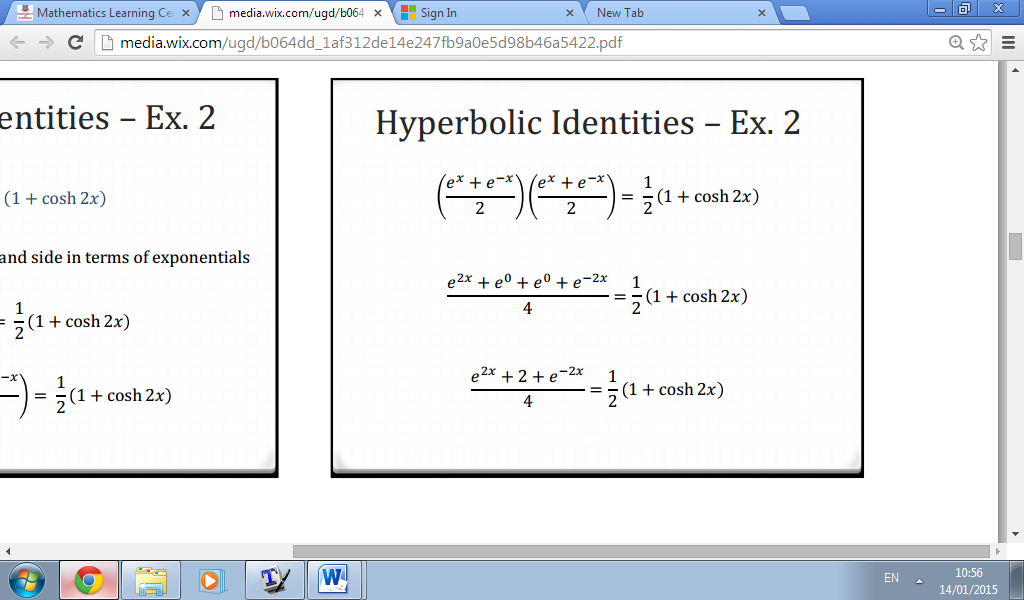 Mathematics Learning Ce
media.wix.com/ugd/b064
Sign In
New Tab
media.wix.com/ugd/b064dd_1af312de14e247fb9a0e5d98b46a5422.pdf
entities – Ex. 2
(1 + cosh 2x)
and side in terms of exponentials
= 1/2 (1 + cosh 2x)
−x) = 1/2 (1 + cosh 2x)
Hyperbolic Identities – Ex. 2
((e^x + e^−x)/2) ((e^x + e^−x)/2) = 1/2 (1 + cosh 2x)
(e^2x + e^0 + e^0 + e^−2x)/4 = 1/2 (1 + cosh 2x)
(e^2x + 2 + e^−2x)/4 = 1/2 (1 + cosh 2x)
EN
10:56
14/01/2015